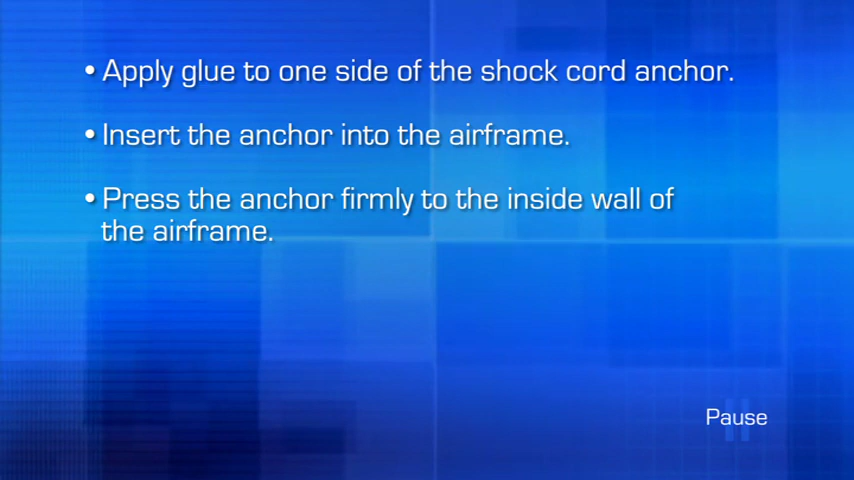 • Apply glue to one side of the shock cord anchor.
• Insert the anchor into the airframe.
• Press the anchor firmly to the inside wall of
the airframe.
Pause